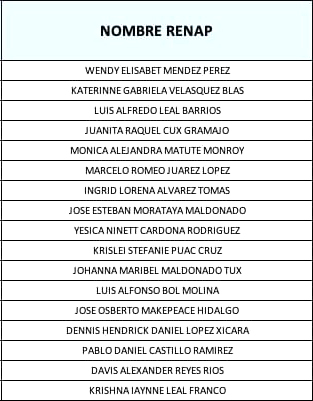 NOMBRE RENAP
WENDY ELISABET MENDEZ PEREZ
KATERINNE GABRIELA VELASQUEZ BLAS
LUIS ALFREDO LEAL BARRIOS
JUANITA RAQUEL CUX GRAMAJO
MONICA ALEJANDRA MATUTE MONROY
MARCELO ROMEO JUAREZ LOPEZ
INGRID LORENA ALVAREZ TOMAS
JOSE ESTEBAN MORATAYA MALDONADO
YESICA NINETT CARDONA RODRIGUEZ
KRISLEI STEFANIE PUAC CRUZ
JOHANNA MARIBEL MALDONADO TUX
LUIS ALFONSO BOL MOLINA
JOSE OSBERTO MAKEPEACE HIDALGO
DENNIS HENDRICK DANIEL LOPEZ XICARA
PABLO DANIEL CASTILLO RAMIREZ
DAVIS ALEXANDER REYES RIOS
KRISHNA IAYNNE LEAL FRANCO